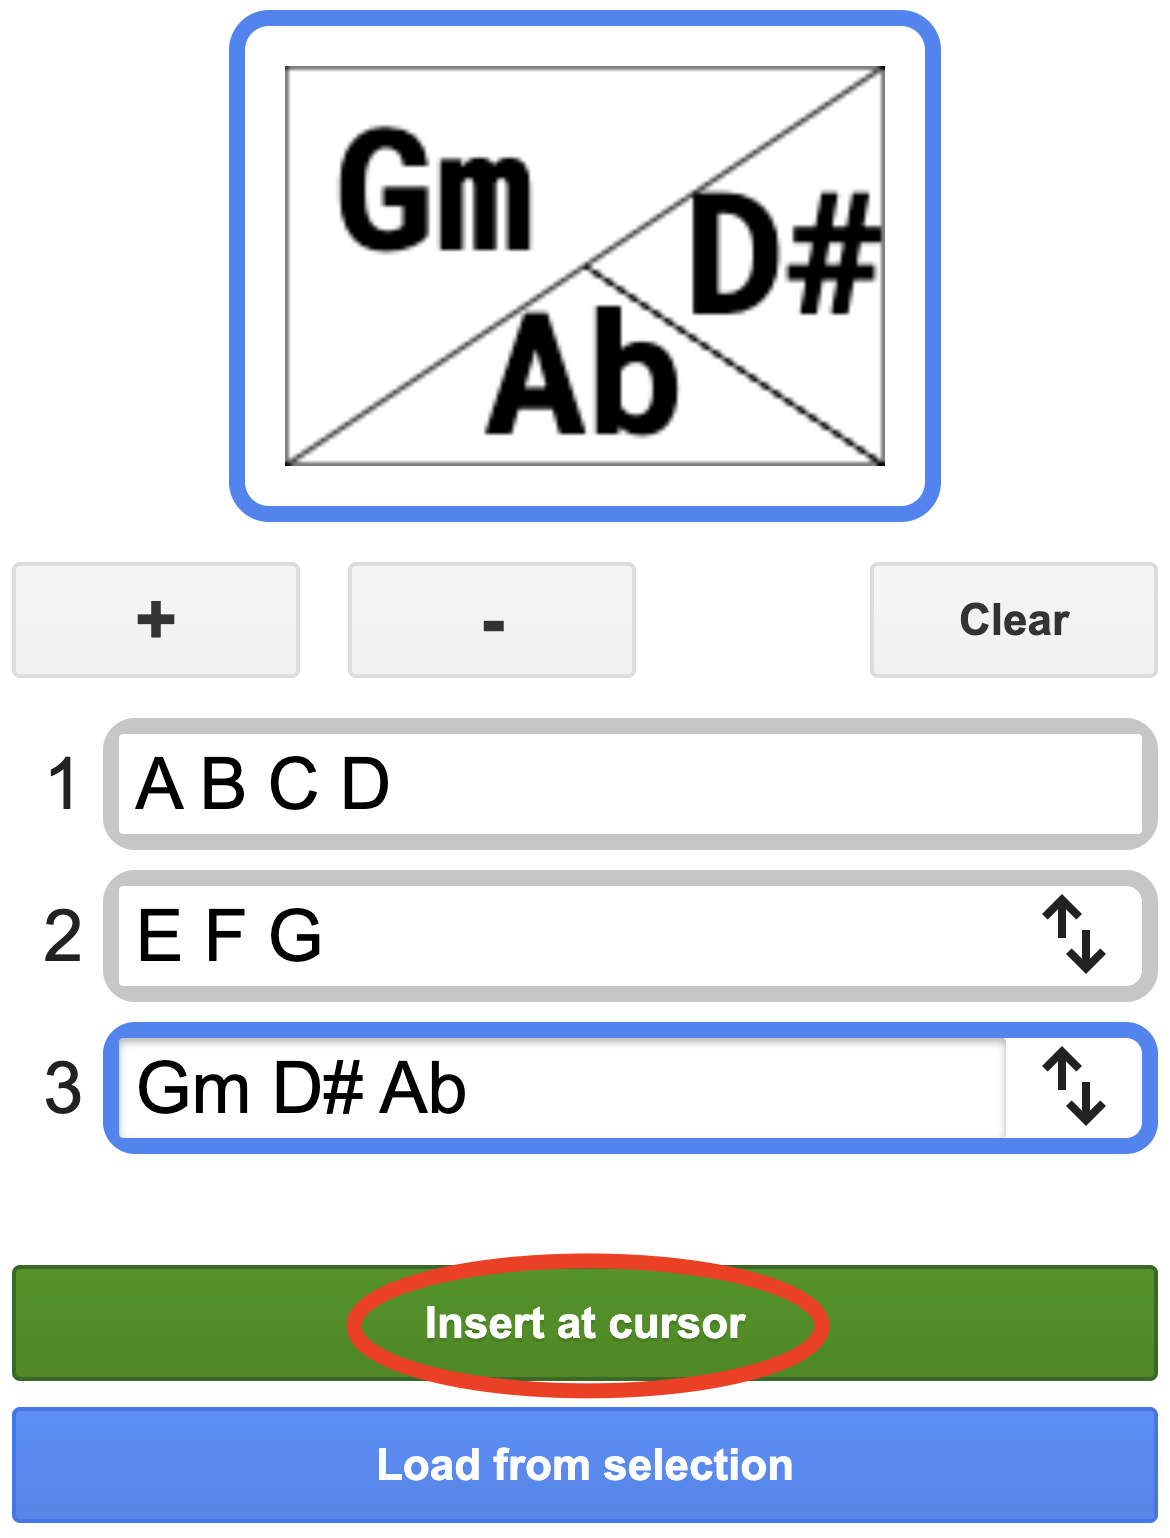 Gm
D#
Ab
+ - Clear
1 A B C D
2 E F G
3 Gm D# Ab
Insert at cursor
Load from selection